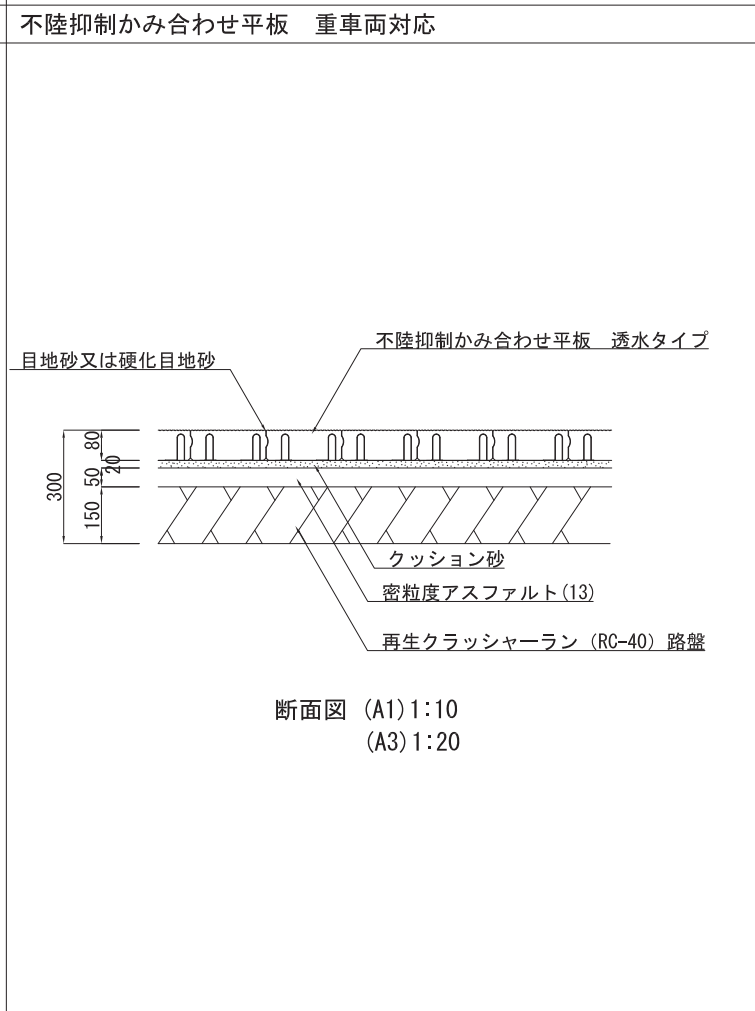 不陸抑制かみ合わせ平板　重車両対応
不陸抑制かみ合わせ平板　透水タイプ
目地砂又は硬化目地砂
80
20
50
150
300
クッション砂
密粒度アスファルト(13)
再生クラッシャーラン（RC-40）路盤
断面図 (A1)1:10
(A3)1:20